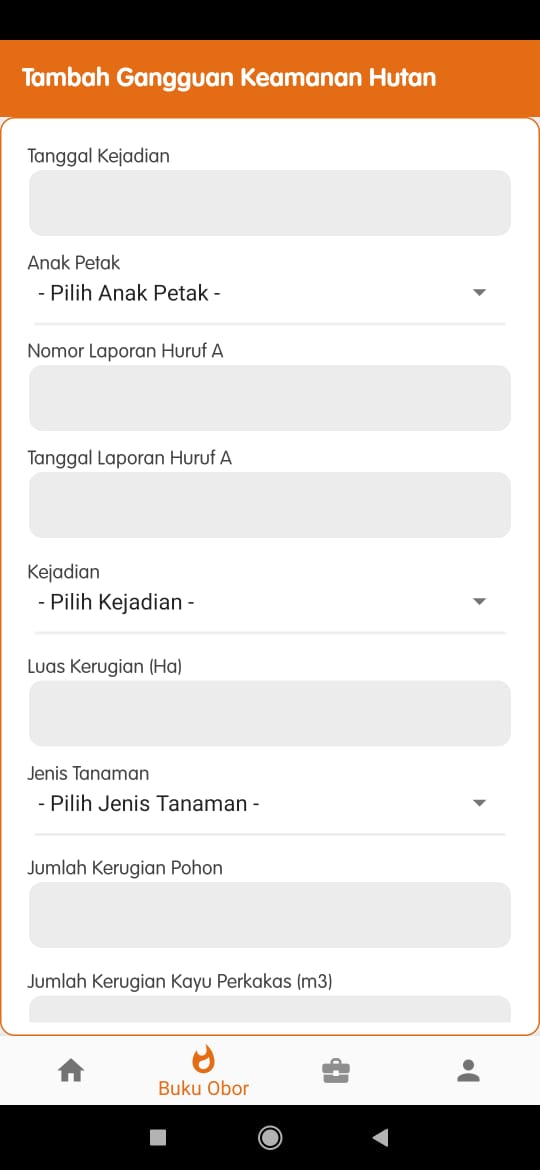 Tambah Gangguan Keamanan Hutan
Tanggal Kejadian
Anak Petak
- Pilih Anak Petak -
Nomor Laporan Huruf A
Tanggal Laporan Huruf A
Kejadian
- Pilih Kejadian -
Luas Kerugian (Ha)
Jenis Tanaman
- Pilih Jenis Tanaman -
Jumlah Kerugian Pohon
Jumlah Kerugian Kayu Perkakas (m3)
Buku Obor